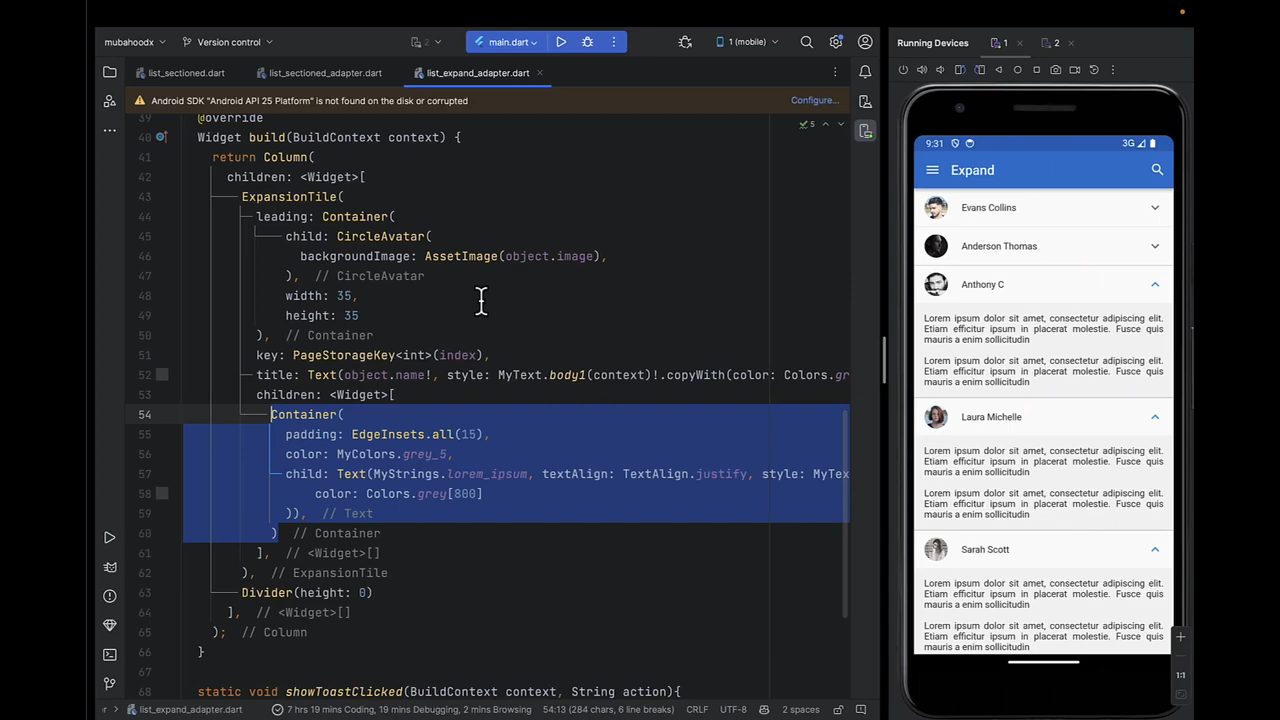 mubahoodx
Version control
2
main.dart
1 (mobile)
Running Devices
1
2
list_sectioned.dart
list_sectioned_adapter.dart
list_expand_adapter.dart
Android SDK "Android API 25 Platform" is not found on the disk or corrupted
Configure...
5
39 @override
40 Widget build(BuildContext context) {
41 return Column(
42 children: <Widget>[
43 ExpansionTile(
44 leading: Container(
45 child: CircleAvatar(
46 backgroundImage: AssetImage(object.image),
47 ), // CircleAvatar
48 width: 35,
49 height: 35
50 ), // Container
51 key: PageStorageKey<int>(index),
52 title: Text(object.name!, style: MyText.body1(context)!.copyWith(color: Colors.gr
53 children: <Widget>[
54 Container(
55 padding: EdgeInsets.all(15),
56 color: MyColors.grey_5,
57 child: Text(MyStrings.lorem_ipsum, textAlign: TextAlign.justify, style: MyTex
58 color: Colors.grey[800]
59 )), // Text
60 ) // Container
61 ], // <Widget>[]
62 ), // ExpansionTile
63 Divider(height: 0)
64 ], // <Widget>[]
65 ); // Column
66 }
67
68 static void showToastClicked(BuildContext context, String action){
list_expand_adapter.dart
7 hrs 19 mins Coding, 19 mins Debugging, 2 mins Browsing
54:13 (284 chars, 6 line breaks)
CRLF
UTF-8
2 spaces
9:31
3G
Expand
Evans Collins
Anderson Thomas
Anthony C
Lorem ipsum dolor sit amet, consectetur adipiscing elit.
Etiam efficitur in placerat molestie. Fusce quis
mauris a enim sollicitudin
Lorem ipsum dolor sit amet, consectetur adipiscing elit.
Etiam efficitur in placerat molestie. Fusce quis
mauris a enim sollicitudin
Laura Michelle
Lorem ipsum dolor sit amet, consectetur adipiscing elit.
Etiam efficitur in placerat molestie. Fusce quis
mauris a enim sollicitudin
Lorem ipsum dolor sit amet, consectetur adipiscing elit.
Etiam efficitur in placerat molestie. Fusce quis
mauris a enim sollicitudin
Sarah Scott
Lorem ipsum dolor sit amet, consectetur adipiscing elit.
Etiam efficitur in placerat molestie. Fusce quis
mauris a enim sollicitudin
Lorem ipsum dolor sit amet, consectetur adipiscing elit.
Etiam efficitur in placerat molestie. Fusce quis
mauris a enim sollicitudin
1:1